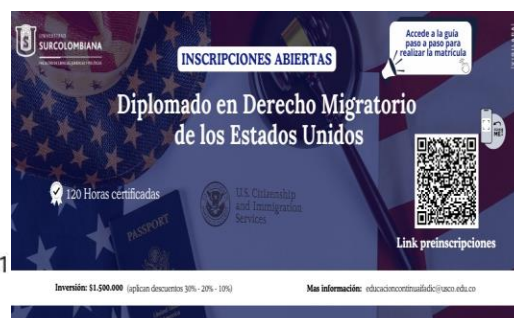 UNIVERSIDAD
SURCOLOMBIANA
INSCRIPCIONES ABIERTAS
Accede a la guía
paso a paso para
realizar la matrícula
Diplomado en Derecho Migratorio
de los Estados Unidos
120 Horas certificadas
U.S. Citizenship
and Immigration
Services
PASSPORT
Link preinscripciones
1
Inversión: $1.500.000 (aplican descuentos 30% - 20% - 10%)
Mas información: educacioncontinuafadic@usco.edu.co